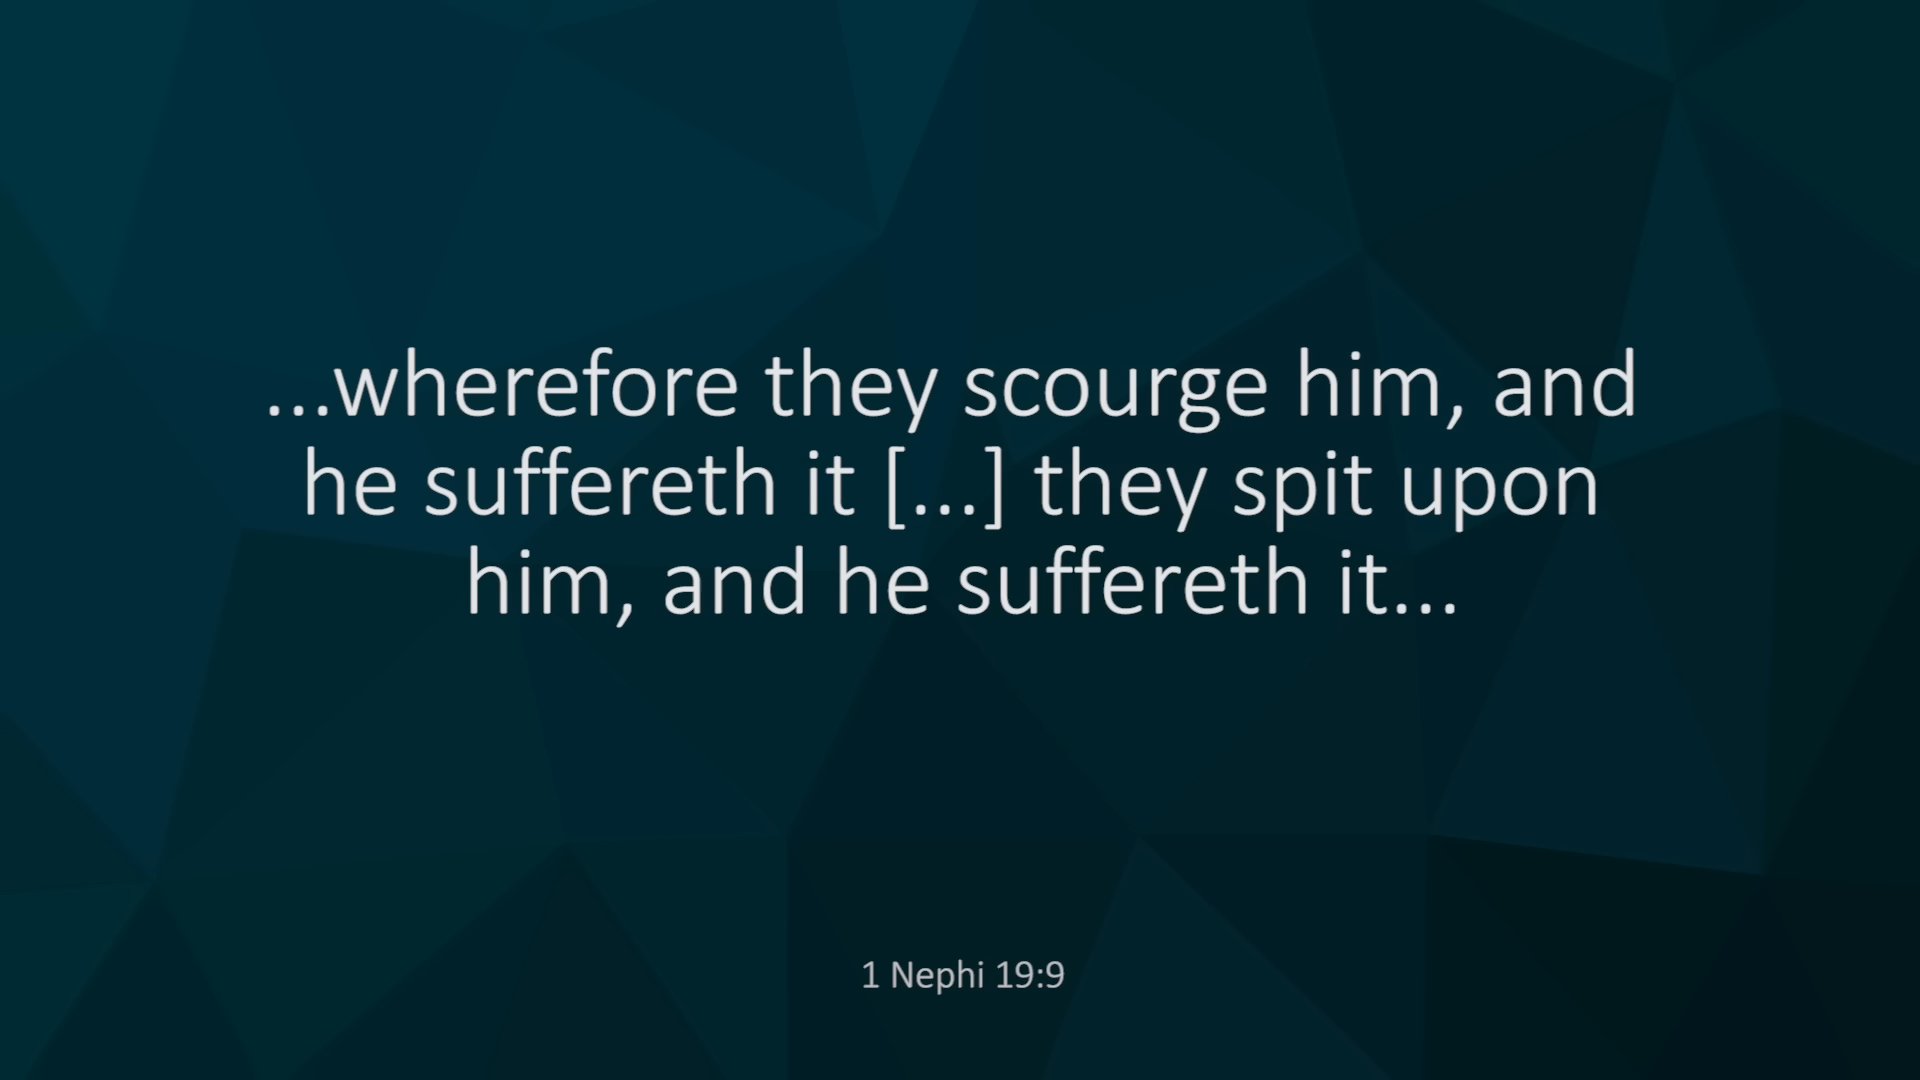 ...wherefore they scourge him, and
he suffereth it [...] they spit upon
him, and he suffereth it...
1 Nephi 19:9